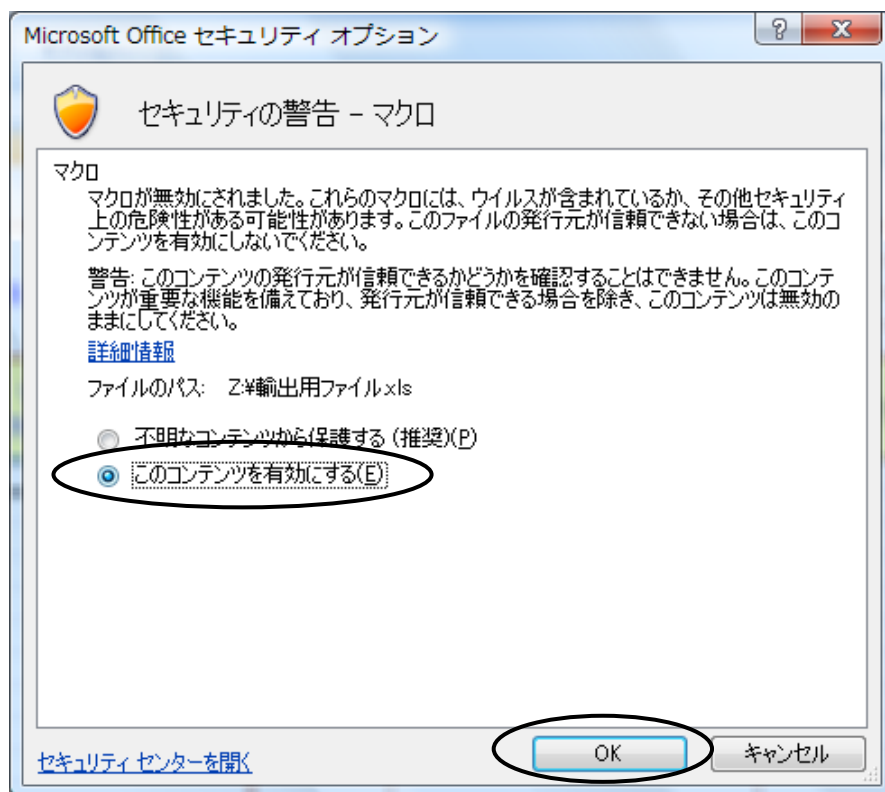 Microsoft Office セキュリティ オプション
セキュリティの警告 - マクロ
マクロ
マクロが無効にされました。これらのマクロには、ウイルスが含まれているか、その他セキュリティ
上の危険性がある可能性があります。このファイルの発行元が信頼できない場合は、このコ
ンテンツを有効にしないでください。
警告: このコンテンツの発行元が信頼できるかどうかを確認することはできません。このコンテ
ンツが重要な機能を備えており、発行元が信頼できる場合を除き、このコンテンツは無効の
ままにしてください。
詳細情報
ファイルのパス: Z:¥輸出用ファイル.xls
不明なコンテンツから保護する (推奨)(P)
このコンテンツを有効にする(E)
セキュリティ センターを開く
OK
キャンセル